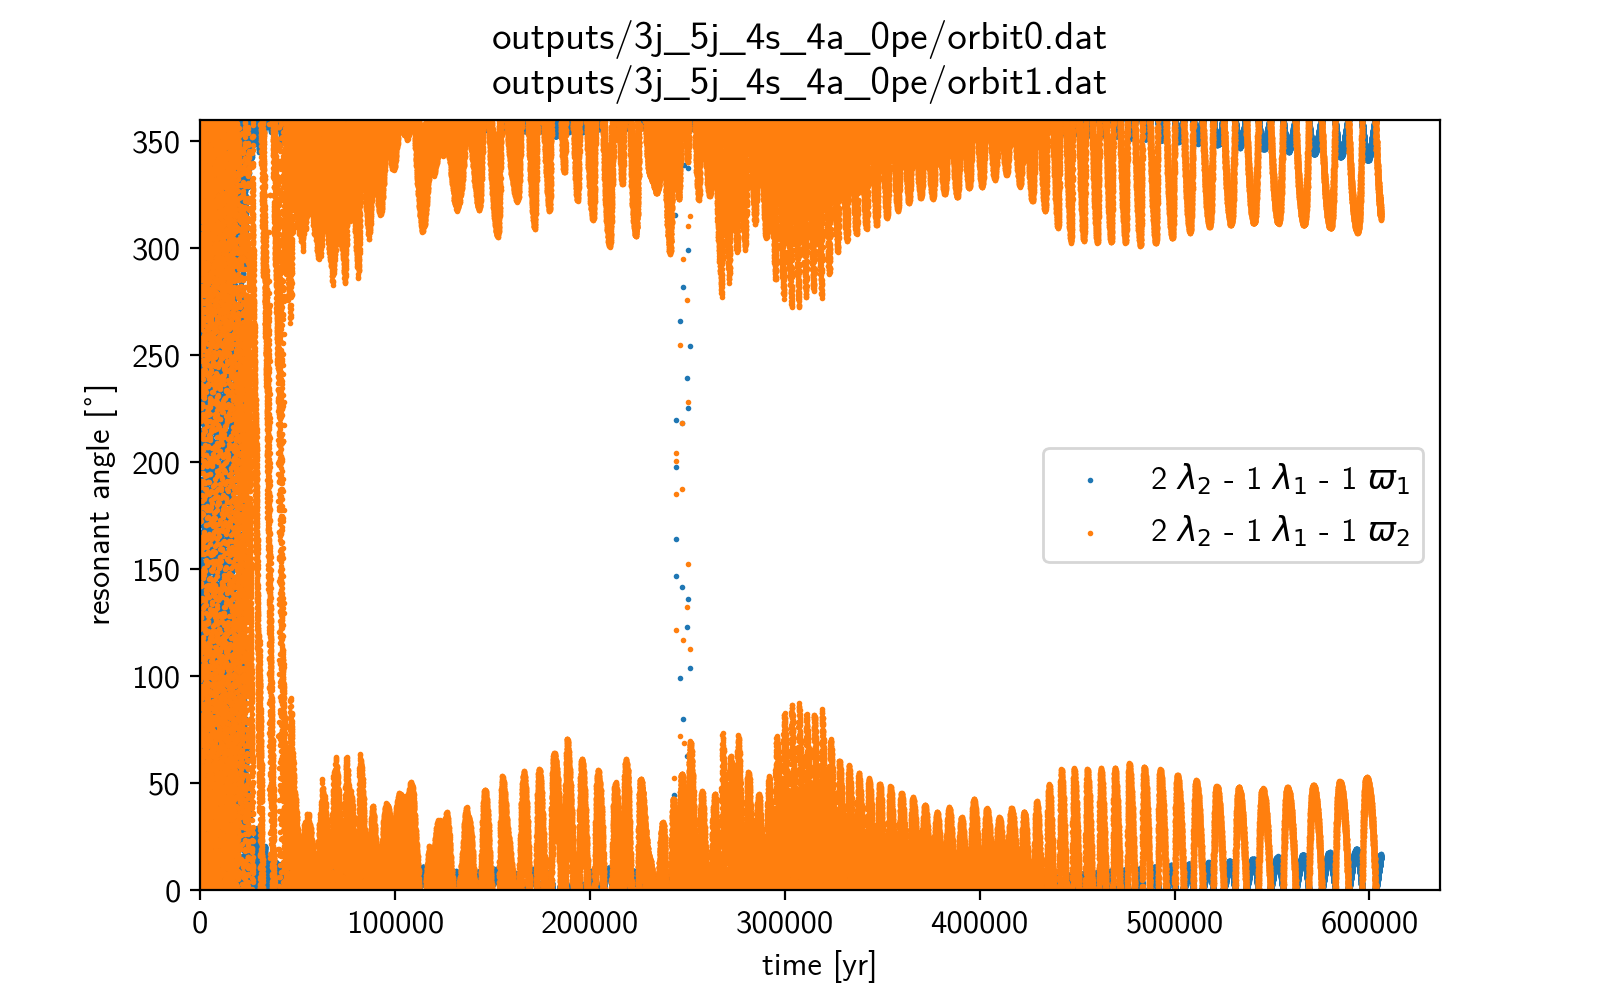 outputs/3j_5j_4s_4a_0pe/orbit0.dat
outputs/3j_5j_4s_4a_0pe/orbit1.dat
350
300
250
200
150
100
50
0
resonant angle [°]
2 λ₂ - 1 λ₁ - 1 ϖ₁
2 λ₂ - 1 λ₁ - 1 ϖ₂
0 100000 200000 300000 400000 500000 600000
time [yr]